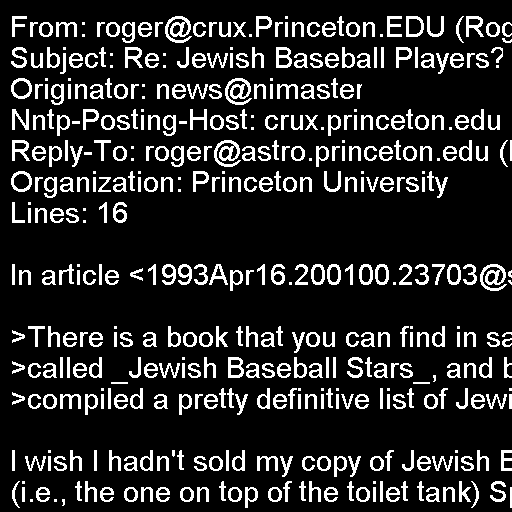 From: roger@crux.Princeton.EDU (Rog
Subject: Re: Jewish Baseball Players?
Originator: news@nimaster
Nntp-Posting-Host: crux.princeton.edu
Reply-To: roger@astro.princeton.edu (
Organization: Princeton University
Lines: 16

In article <1993Apr16.200100.23703@s

>There is a book that you can find in sa
>called _Jewish Baseball Stars_, and b
>compiled a pretty definitive list of Jewi

I wish I hadn't sold my copy of Jewish B
(i.e., the one on top of the toilet tank) Sp